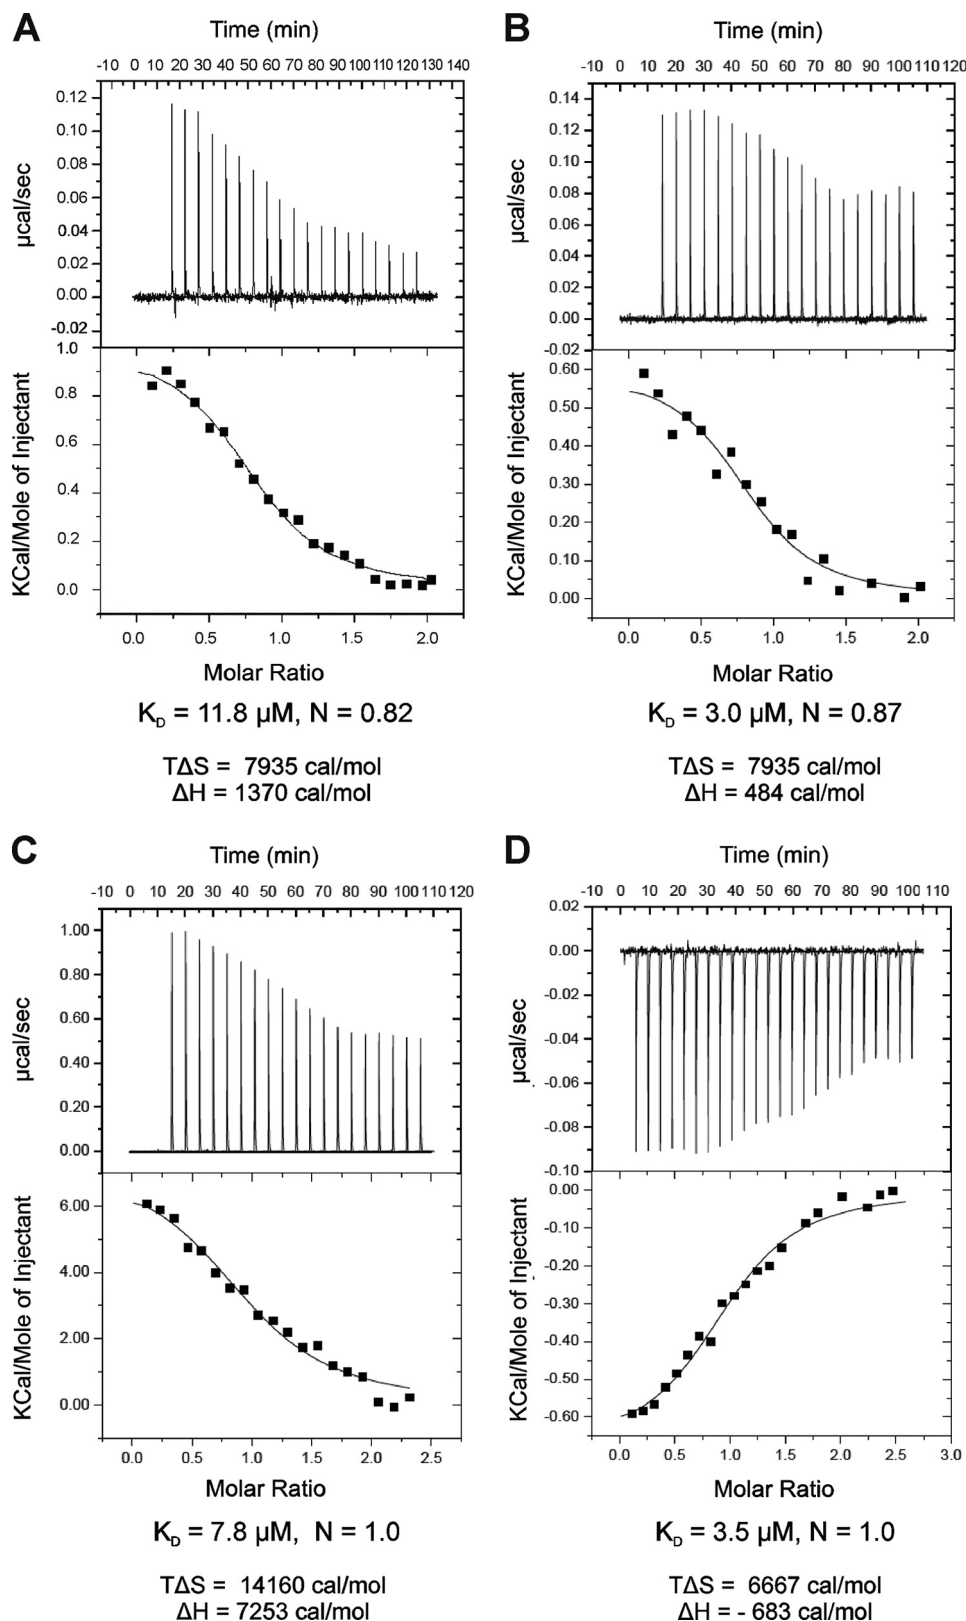 A
Time (min)
-10 0 10 20 30 40 50 60 70 80 90 100 110 120 130 140
0.12
0.10
0.08
0.06
0.04
0.02
0.00
-0.02
µcal/sec
1.0
0.8
0.6
0.4
0.2
0.0
KCal/Mole of Injectant
0.0 0.5 1.0 1.5 2.0
Molar Ratio
K_D = 11.8 µM, N = 0.82
TΔS = 7935 cal/mol
ΔH = 1370 cal/mol
B
Time (min)
-10 0 10 20 30 40 50 60 70 80 90 100 110 120
0.14
0.12
0.10
0.08
0.06
0.04
0.02
0.00
-0.02
µcal/sec
0.60
0.50
0.40
0.30
0.20
0.10
0.00
KCal/Mole of Injectant
0.0 0.5 1.0 1.5 2.0
Molar Ratio
K_D = 3.0 µM, N = 0.87
TΔS = 7935 cal/mol
ΔH = 484 cal/mol
C
Time (min)
-10 0 10 20 30 40 50 60 70 80 90 100 110 120
1.00
0.80
0.60
0.40
0.20
0.00
µcal/sec
6.00
4.00
2.00
0.00
KCal/Mole of Injectant
0.0 0.5 1.0 1.5 2.0 2.5
Molar Ratio
K_D = 7.8 µM, N = 1.0
TΔS = 14160 cal/mol
ΔH = 7253 cal/mol
D
Time (min)
-10 0 10 20 30 40 50 60 70 80 90 100 110
0.02
0.00
-0.02
-0.04
-0.06
-0.08
-0.10
µcal/sec
0.00
-0.10
-0.20
-0.30
-0.40
-0.50
-0.60
KCal/Mole of Injectant
0.0 0.5 1.0 1.5 2.0 2.5 3.0
Molar Ratio
K_D = 3.5 µM, N = 1.0
TΔS = 6667 cal/mol
ΔH = - 683 cal/mol